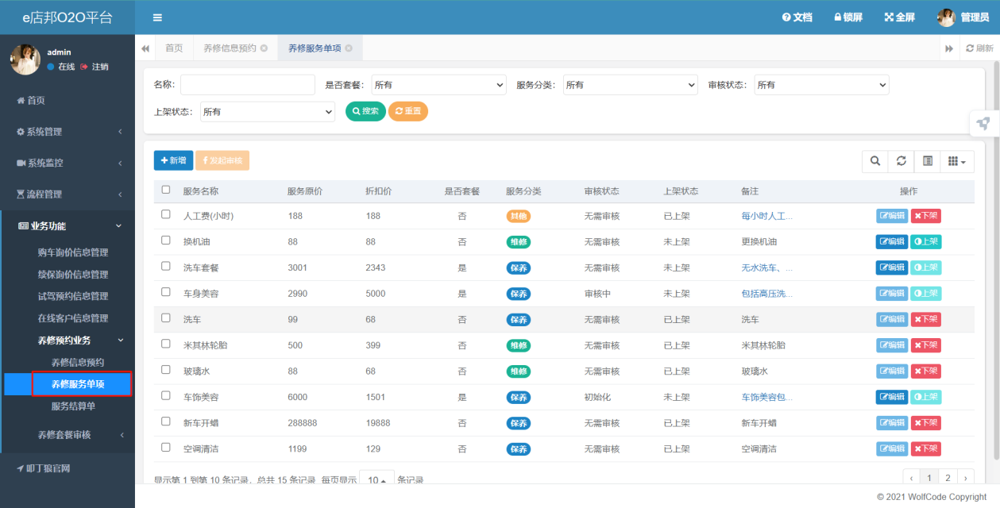 e店邦O2O平台
文档 锁屏 全屏 管理员
admin
在线 注销
首页 养修信息预约 养修服务单项 刷新
首页
系统管理
系统监控
流程管理
业务功能
购车询价信息管理
续保询价信息管理
试驾预约信息管理
在线客户信息管理
养修预约业务
养修信息预约
养修服务单项
服务结算单
养修套餐审核
叩丁狼官网
名称: 是否套餐: 所有 服务分类: 所有 审核状态: 所有
上架状态: 所有 搜索 重置
新增 发起审核
服务名称 服务原价 折扣价 是否套餐 服务分类 审核状态 上架状态 备注 操作
人工费(小时) 188 188 否 其他 无需审核 已上架 每小时人工... 编辑 下架
换机油 88 88 否 维修 无需审核 未上架 更换机油 编辑 上架
洗车套餐 3001 2343 是 保养 无需审核 未上架 无水洗车、... 编辑 上架
车身美容 2990 5000 是 保养 审核中 未上架 包括高压洗... 编辑 上架
洗车 99 68 否 保养 无需审核 已上架 洗车 编辑 下架
米其林轮胎 500 399 否 维修 无需审核 已上架 米其林轮胎 编辑 下架
玻璃水 88 68 否 维修 无需审核 已上架 玻璃水 编辑 下架
车饰美容 6000 1501 是 保养 初始化 未上架 车饰美容包... 编辑 上架
新车开蜡 288888 19888 否 保养 无需审核 已上架 新车开蜡 编辑 下架
空调清洁 1199 129 否 保养 无需审核 已上架 空调清洁 编辑 下架
显示第 1 到第 10 条记录，总共 15 条记录 每页显示 10 条记录 ‹ 1 2 ›
© 2021 WolfCode Copyright